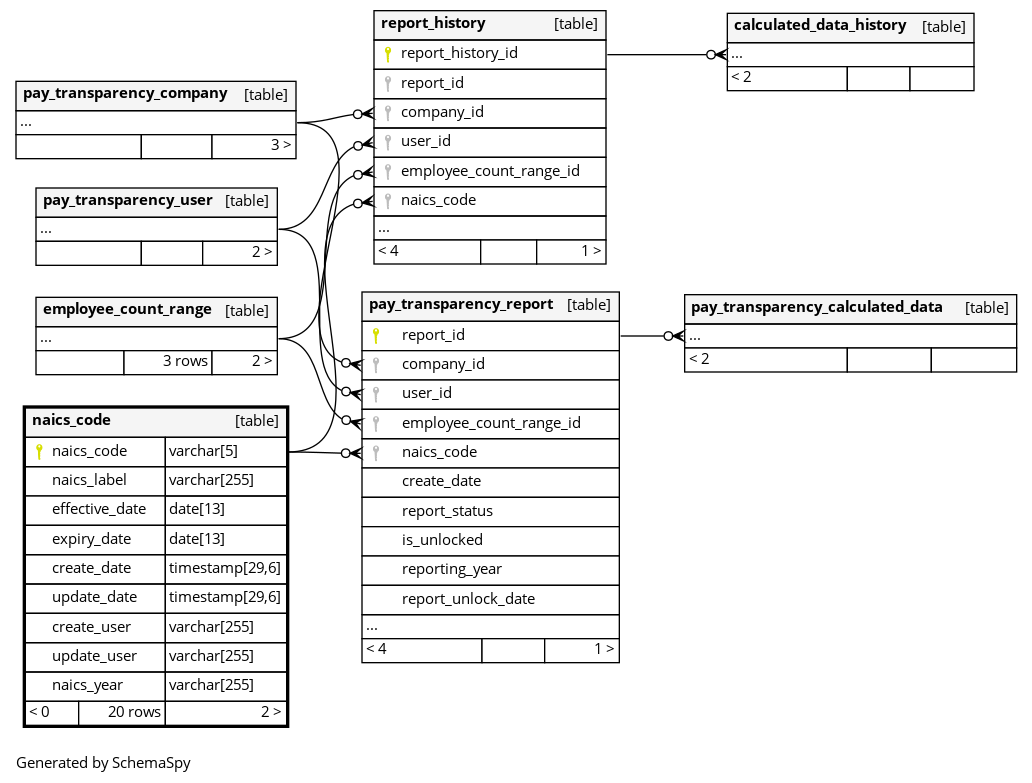 report_history [table]
report_history_id
report_id
company_id
user_id
employee_count_range_id
naics_code
...
< 4 1 >
calculated_data_history [table]
...
< 2
pay_transparency_company [table]
...
3 >
pay_transparency_user [table]
...
2 >
employee_count_range [table]
...
3 rows 2 >
pay_transparency_report [table]
report_id
company_id
user_id
employee_count_range_id
naics_code
create_date
report_status
is_unlocked
reporting_year
report_unlock_date
...
< 4 1 >
pay_transparency_calculated_data [table]
...
< 2
naics_code [table]
naics_code varchar[5]
naics_label varchar[255]
effective_date date[13]
expiry_date date[13]
create_date timestamp[29,6]
update_date timestamp[29,6]
create_user varchar[255]
update_user varchar[255]
naics_year varchar[255]
< 0 20 rows 2 >
Generated by SchemaSpy